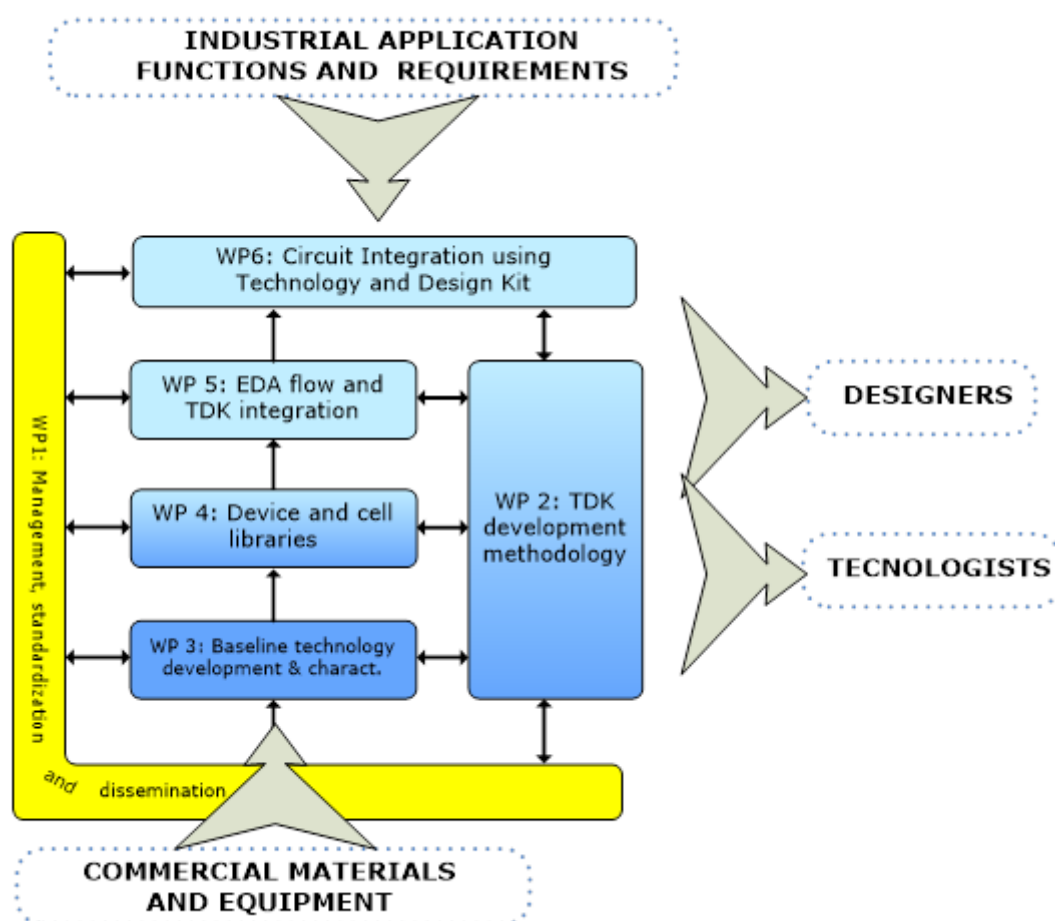 INDUSTRIAL APPLICATION
FUNCTIONS AND REQUIREMENTS
WP6: Circuit Integration using
Technology and Design Kit
WP 5: EDA flow and
TDK integration
WP 4: Device and cell
libraries
WP 3: Baseline technology
development & charact.
WP 2: TDK
development
methodology
WP1: Management, standardization
and dissemination
DESIGNERS
TECNOLOGISTS
COMMERCIAL MATERIALS
AND EQUIPMENT